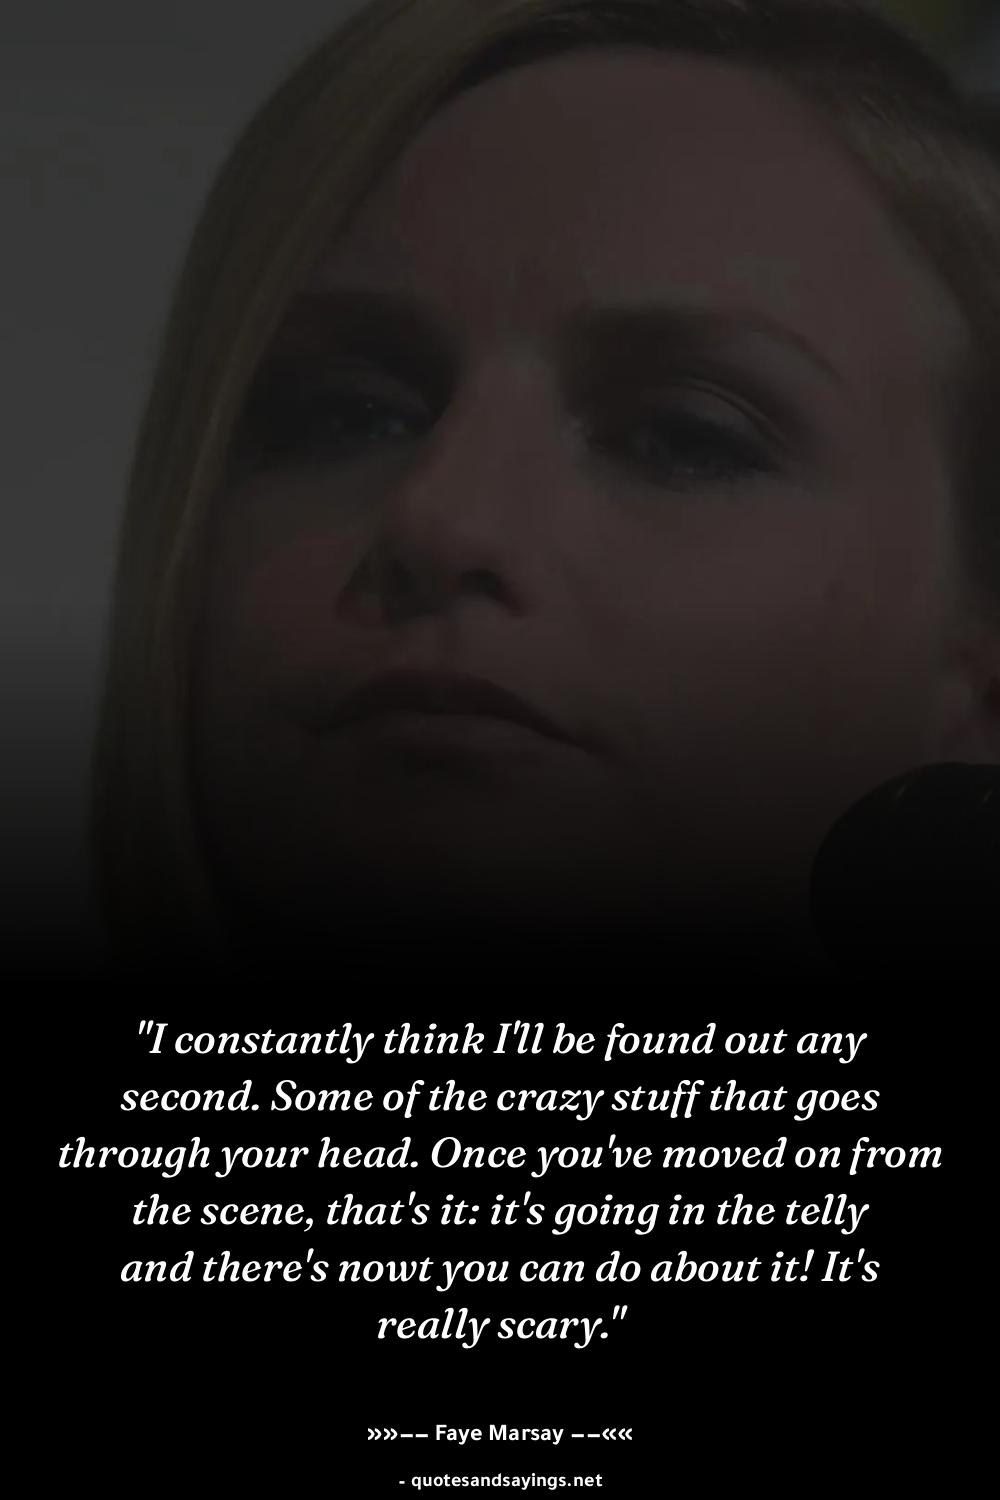 "I constantly think I'll be found out any
second. Some of the crazy stuff that goes
through your head. Once you've moved on from
the scene, that's it: it's going in the telly
and there's nowt you can do about it! It's
really scary."
»»–– Faye Marsay ––««
- quotesandsayings.net